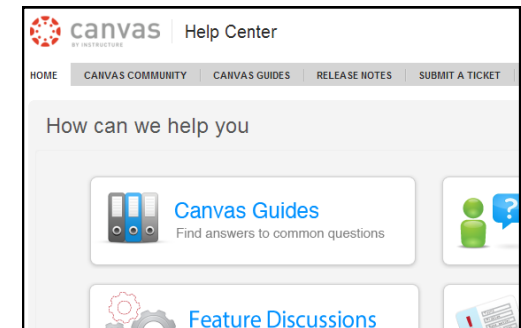 canvas Help Center
BY INSTRUCTURE
HOME CANVAS COMMUNITY CANVAS GUIDES RELEASE NOTES SUBMIT A TICKET
How can we help you
Canvas Guides
Find answers to common questions
?
Feature Discussions
!